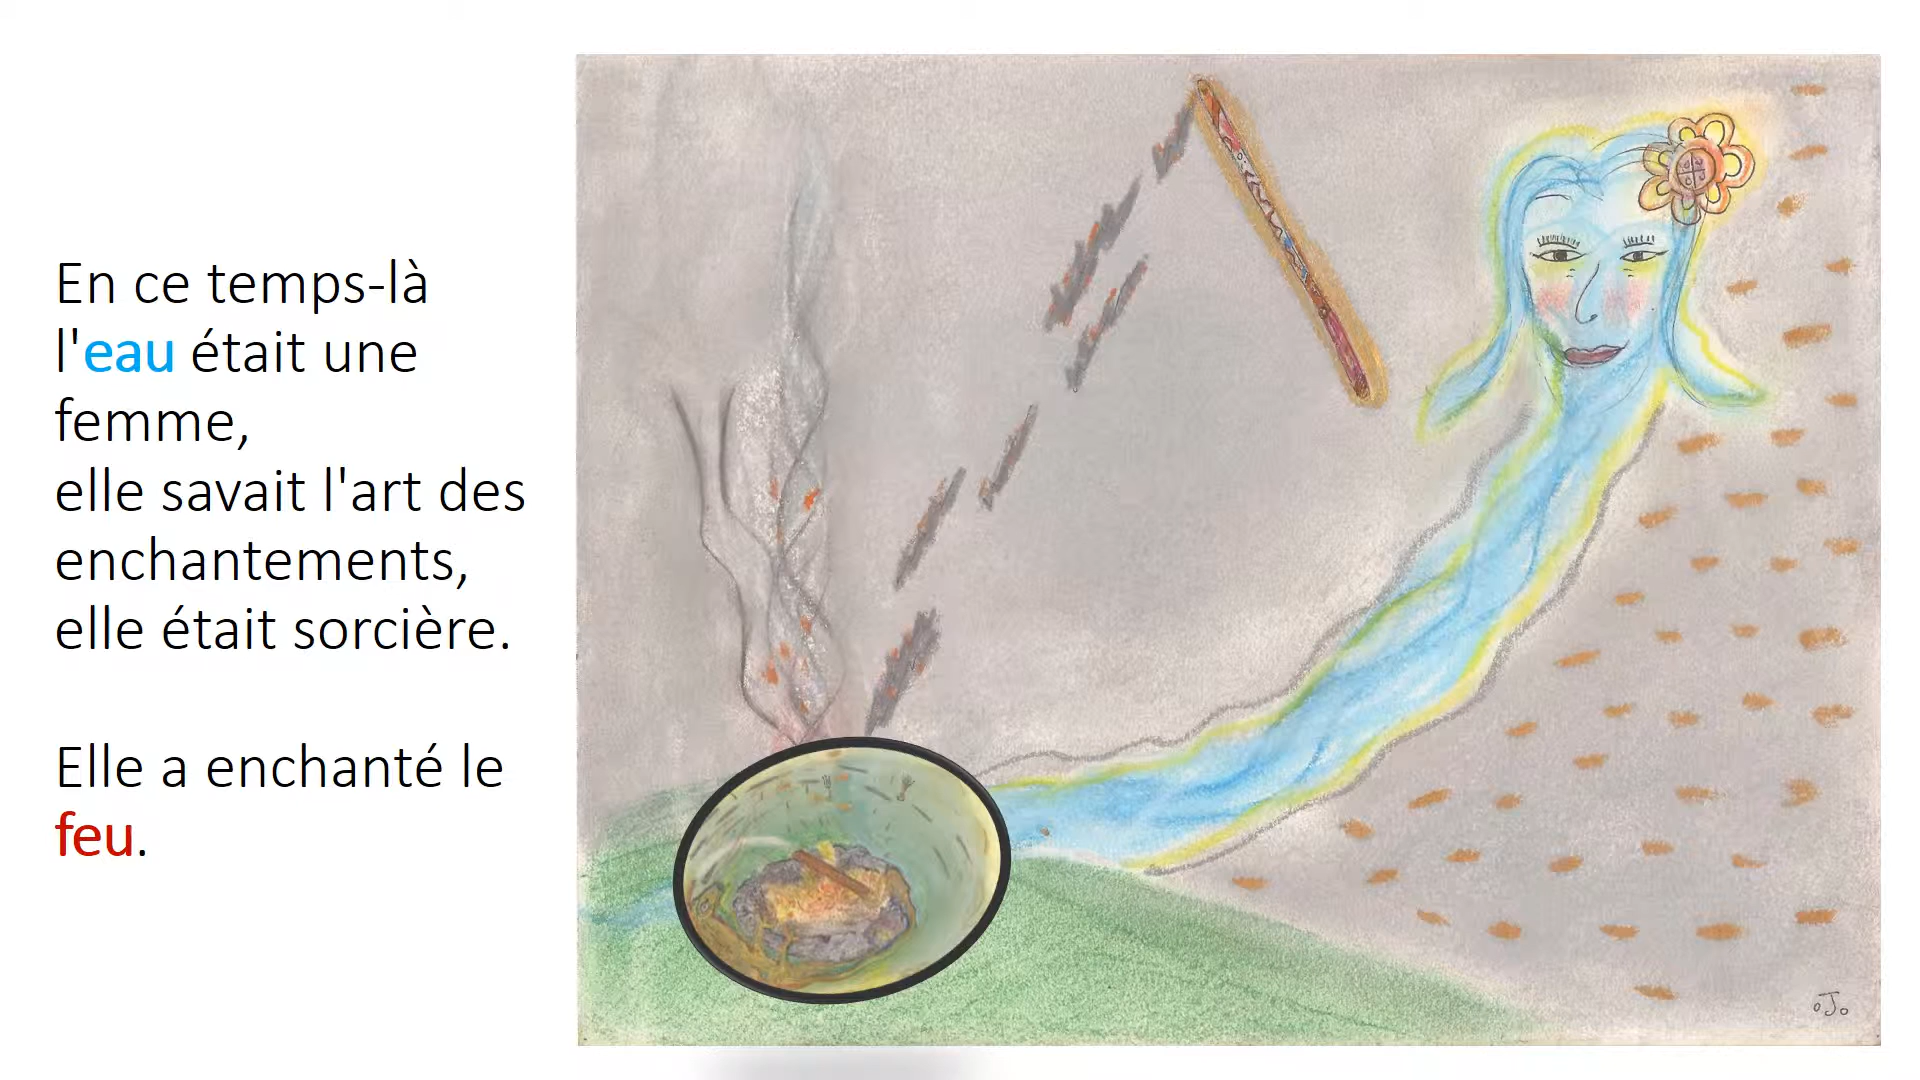 En ce temps-là
l'eau était une
femme,
elle savait l'art des
enchantements,
elle était sorcière.
Elle a enchanté le
feu.
oJo